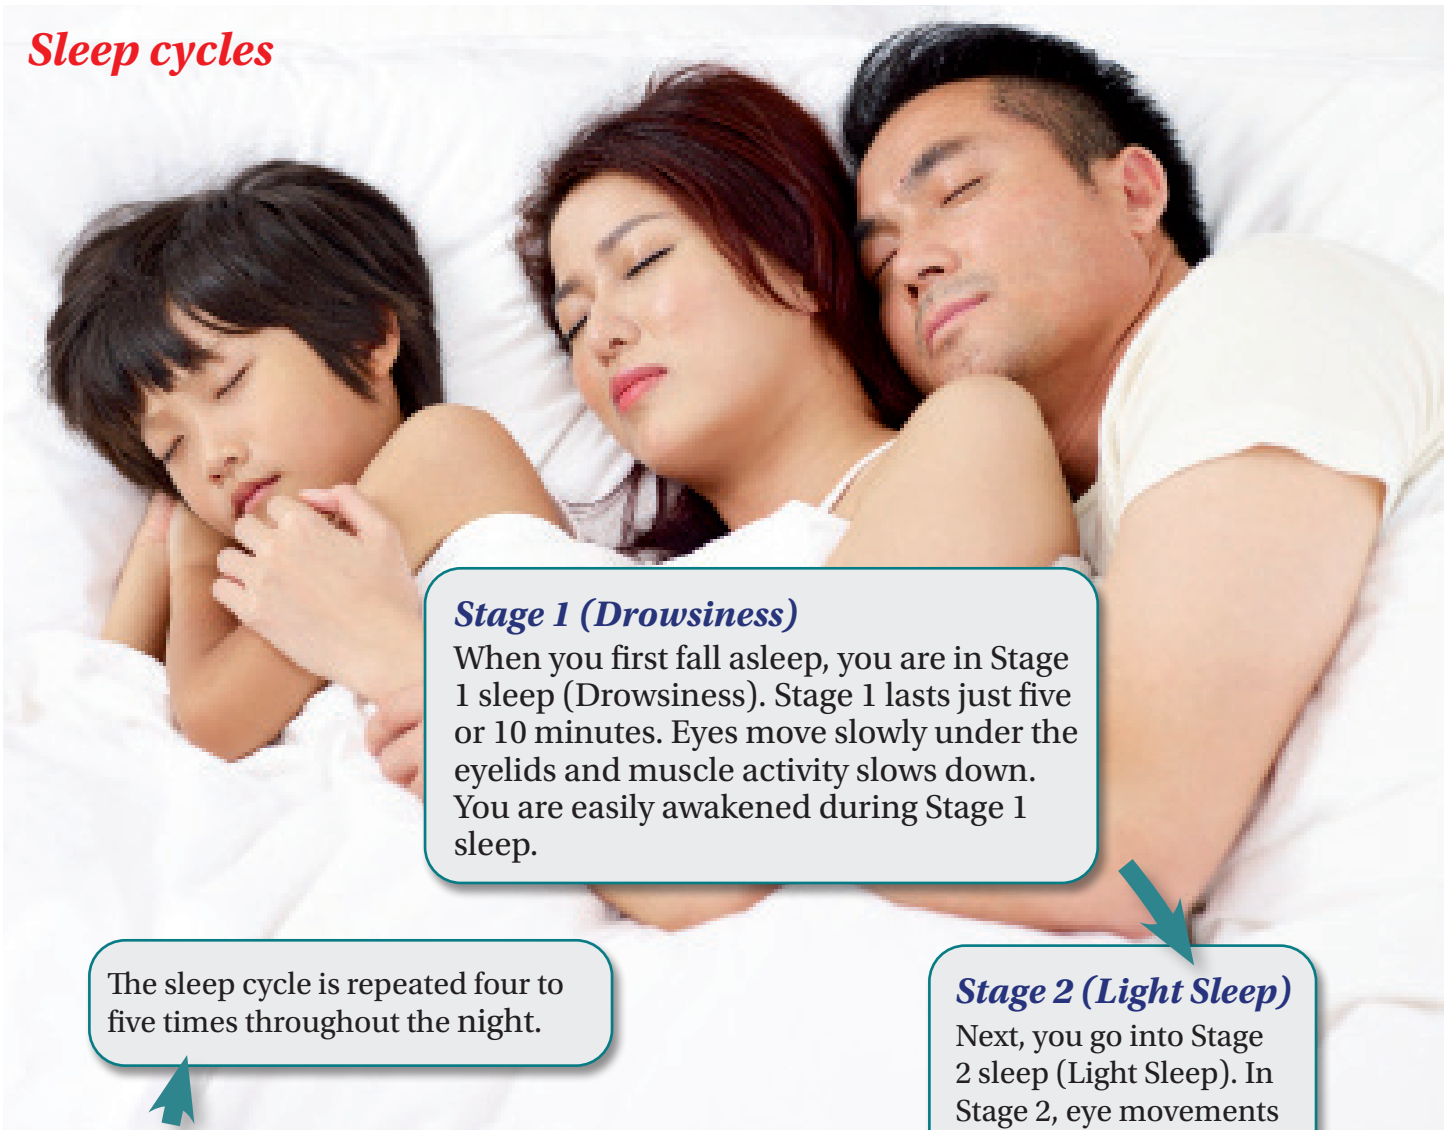 Sleep cycles
Stage 1 (Drowsiness)
When you first fall asleep, you are in Stage
1 sleep (Drowsiness). Stage 1 lasts just five
or 10 minutes. Eyes move slowly under the
eyelids and muscle activity slows down.
You are easily awakened during Stage 1
sleep.
The sleep cycle is repeated four to
five times throughout the night.
Stage 2 (Light Sleep)
Next, you go into Stage
2 sleep (Light Sleep). In
Stage 2, eye movements